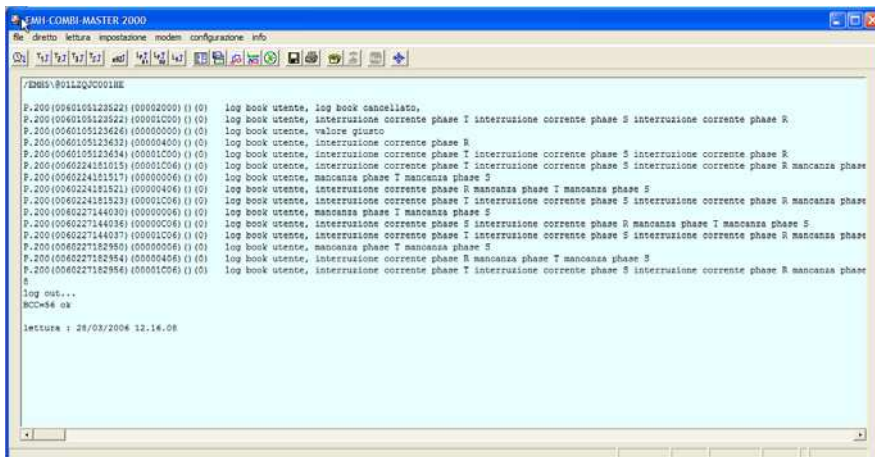 EMH-COMBI-MASTER 2000
file diretto lettura impostazione modem configurazione info
/EMH5\@01LZQJC001HE
P.200(0060105123522)(00002000)()(0) log book utente, log book cancellato,
P.200(0060105123522)(00001C00)()(0) log book utente, interruzione corrente phase T interruzione corrente phase S interruzione corrente phase R
P.200(0060105123626)(00000000)()(0) log book utente, valore giusto
P.200(0060105123632)(00000400)()(0) log book utente, interruzione corrente phase R
P.200(0060105123634)(00001C00)()(0) log book utente, interruzione corrente phase T interruzione corrente phase S interruzione corrente phase R
P.200(0060224181015)(00001C06)()(0) log book utente, interruzione corrente phase T interruzione corrente phase S interruzione corrente phase R mancanza phase
P.200(0060224181517)(00000006)()(0) log book utente, mancanza phase T mancanza phase S
P.200(0060224181521)(00000406)()(0) log book utente, interruzione corrente phase R mancanza phase T mancanza phase S
P.200(0060224181523)(00001C06)()(0) log book utente, interruzione corrente phase T interruzione corrente phase S interruzione corrente phase R mancanza phase
P.200(0060227144030)(00000006)()(0) log book utente, mancanza phase T mancanza phase S
P.200(0060227144036)(00000C06)()(0) log book utente, interruzione corrente phase S interruzione corrente phase R mancanza phase T mancanza phase S
P.200(0060227144037)(00001C06)()(0) log book utente, interruzione corrente phase T interruzione corrente phase S interruzione corrente phase R mancanza phase
P.200(0060227182950)(00000006)()(0) log book utente, mancanza phase T mancanza phase S
P.200(0060227182954)(00000406)()(0) log book utente, interruzione corrente phase R mancanza phase T mancanza phase S
P.200(0060227182956)(00001C06)()(0) log book utente, interruzione corrente phase T interruzione corrente phase S interruzione corrente phase R mancanza phase
log out...
BCC=56 ok
lettura : 28/03/2006 12.16.08